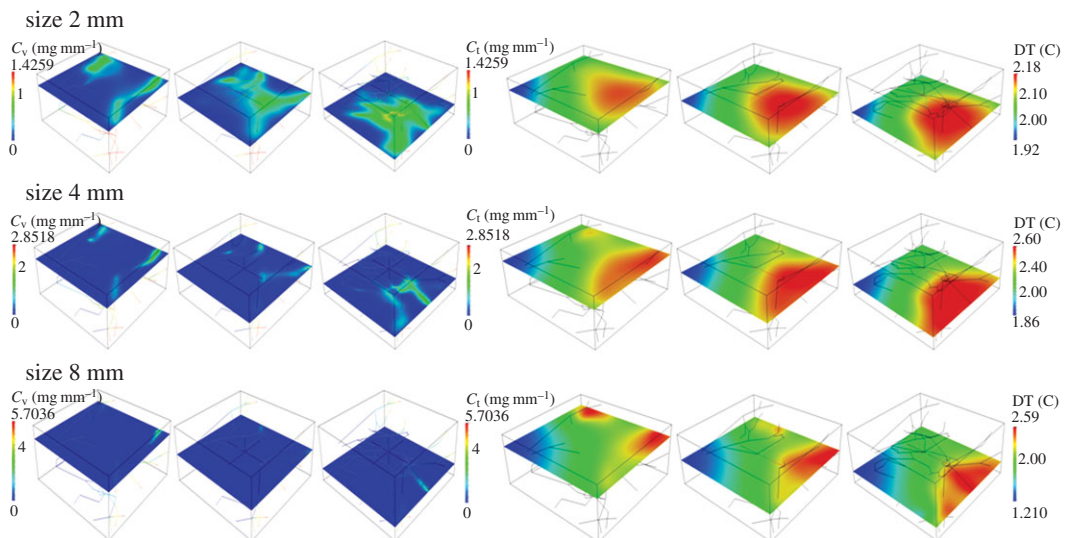 size 2 mm
Cv (mg mm–1)
1.4259
1
0
Ct (mg mm–1)
1.4259
1
0
DT (C)
2.18
2.10
2.00
1.92
size 4 mm
Cv (mg mm–1)
2.8518
2
0
Ct (mg mm–1)
2.8518
2
0
DT (C)
2.60
2.40
2.00
1.86
size 8 mm
Cv (mg mm–1)
5.7036
4
0
Ct (mg mm–1)
5.7036
4
0
DT (C)
2.59
2.00
1.210